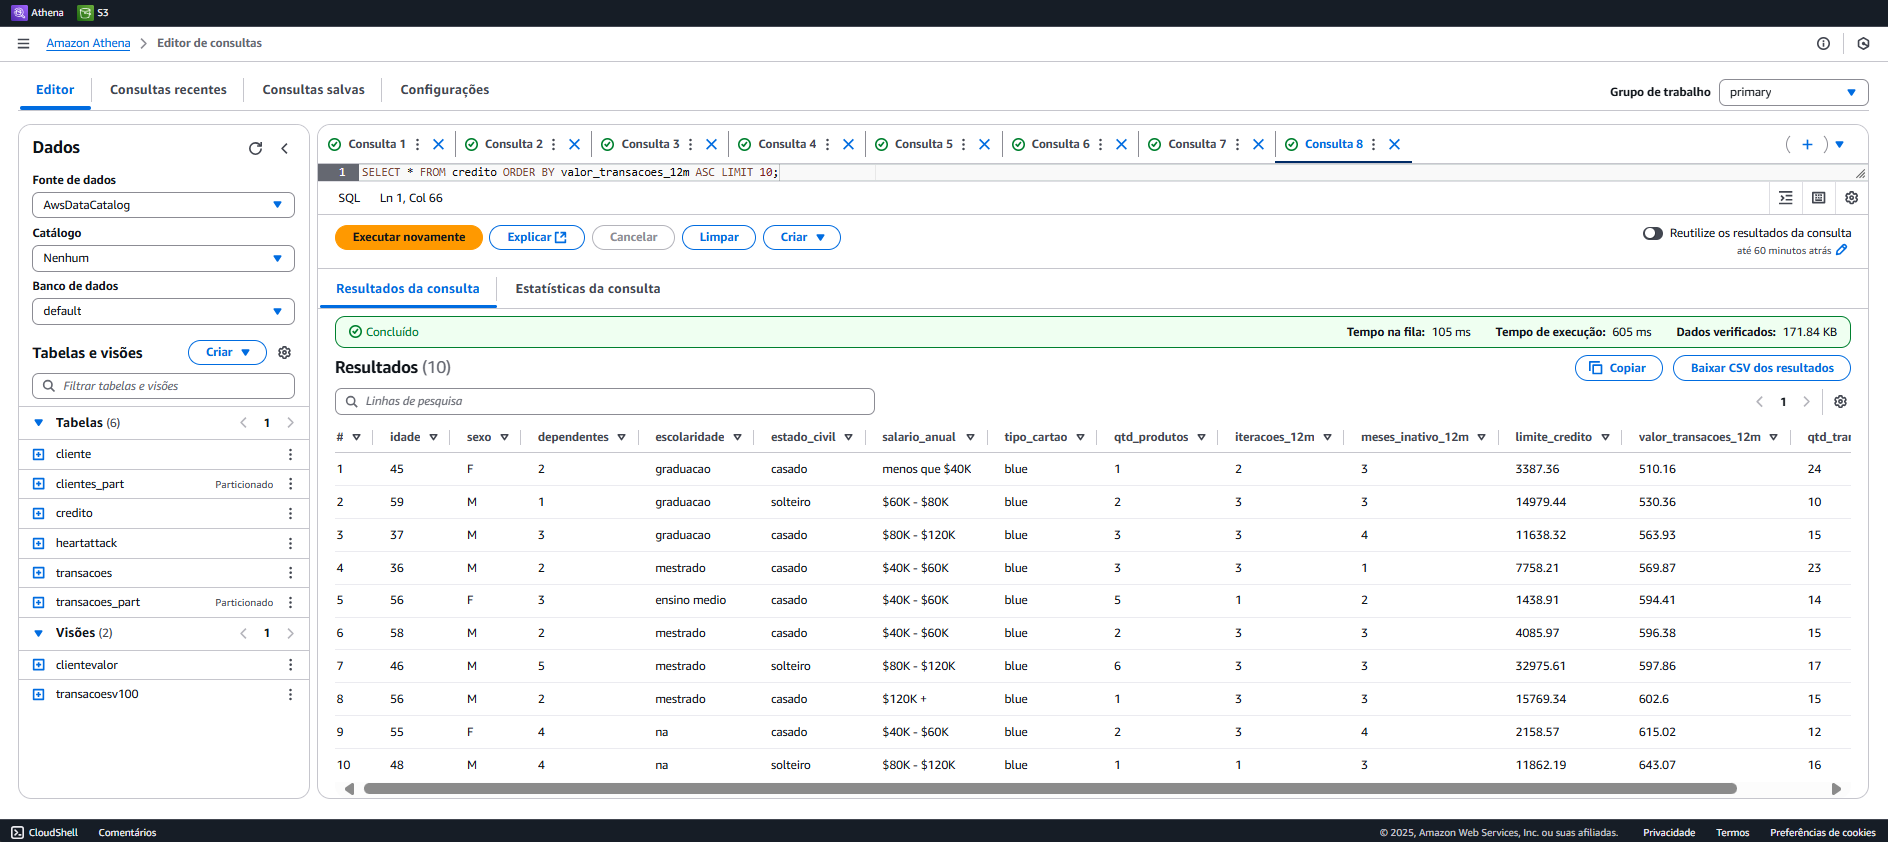 Athena S3
Amazon Athena > Editor de consultas
Editor Consultas recentes Consultas salvas Configurações
Grupo de trabalho primary
Dados
Fonte de dados
AwsDataCatalog
Catálogo
Nenhum
Banco de dados
default
Tabelas e visões Criar
Filtrar tabelas e visões
Tabelas (6) 1
cliente
clientes_part Particionado
credito
heartattack
transacoes
transacoes_part Particionado
Visões (2) 1
clientevalor
transacoesv100
Consulta 1 Consulta 2 Consulta 3 Consulta 4 Consulta 5 Consulta 6 Consulta 7 Consulta 8
1 SELECT * FROM credito ORDER BY valor_transacoes_12m ASC LIMIT 10;
SQL Ln 1, Col 66
Executar novamente Explicar Cancelar Limpar Criar
Reutilize os resultados da consulta
até 60 minutos atrás
Resultados da consulta Estatísticas da consulta
Concluído Tempo na fila: 105 ms Tempo de execução: 605 ms Dados verificados: 171.84 KB
Resultados (10) Copiar Baixar CSV dos resultados
Linhas de pesquisa 1
# idade sexo dependentes escolaridade estado_civil salario_anual tipo_cartao qtd_produtos iteracoes_12m meses_inativo_12m limite_credito valor_transacoes_12m qtd_tran
1 45 F 2 graduacao casado menos que $40K blue 1 2 3 3387.36 510.16 24
2 59 M 1 graduacao solteiro $60K - $80K blue 2 3 3 14979.44 530.36 10
3 37 M 3 graduacao casado $80K - $120K blue 3 3 4 11638.32 563.93 15
4 36 M 2 mestrado casado $40K - $60K blue 3 3 1 7758.21 569.87 23
5 56 F 3 ensino medio casado $40K - $60K blue 5 1 2 1438.91 594.41 14
6 58 M 2 mestrado casado $40K - $60K blue 2 3 3 4085.97 596.38 15
7 46 M 5 mestrado solteiro $80K - $120K blue 6 3 3 32975.61 597.86 17
8 56 M 2 mestrado casado $120K + blue 1 3 3 15769.34 602.6 15
9 55 F 4 na casado $40K - $60K blue 2 3 4 2158.57 615.02 12
10 48 M 4 na solteiro $80K - $120K blue 1 1 3 11862.19 643.07 16
CloudShell Comentários © 2025, Amazon Web Services, Inc. ou suas afiliadas. Privacidade Termos Preferências de cookies